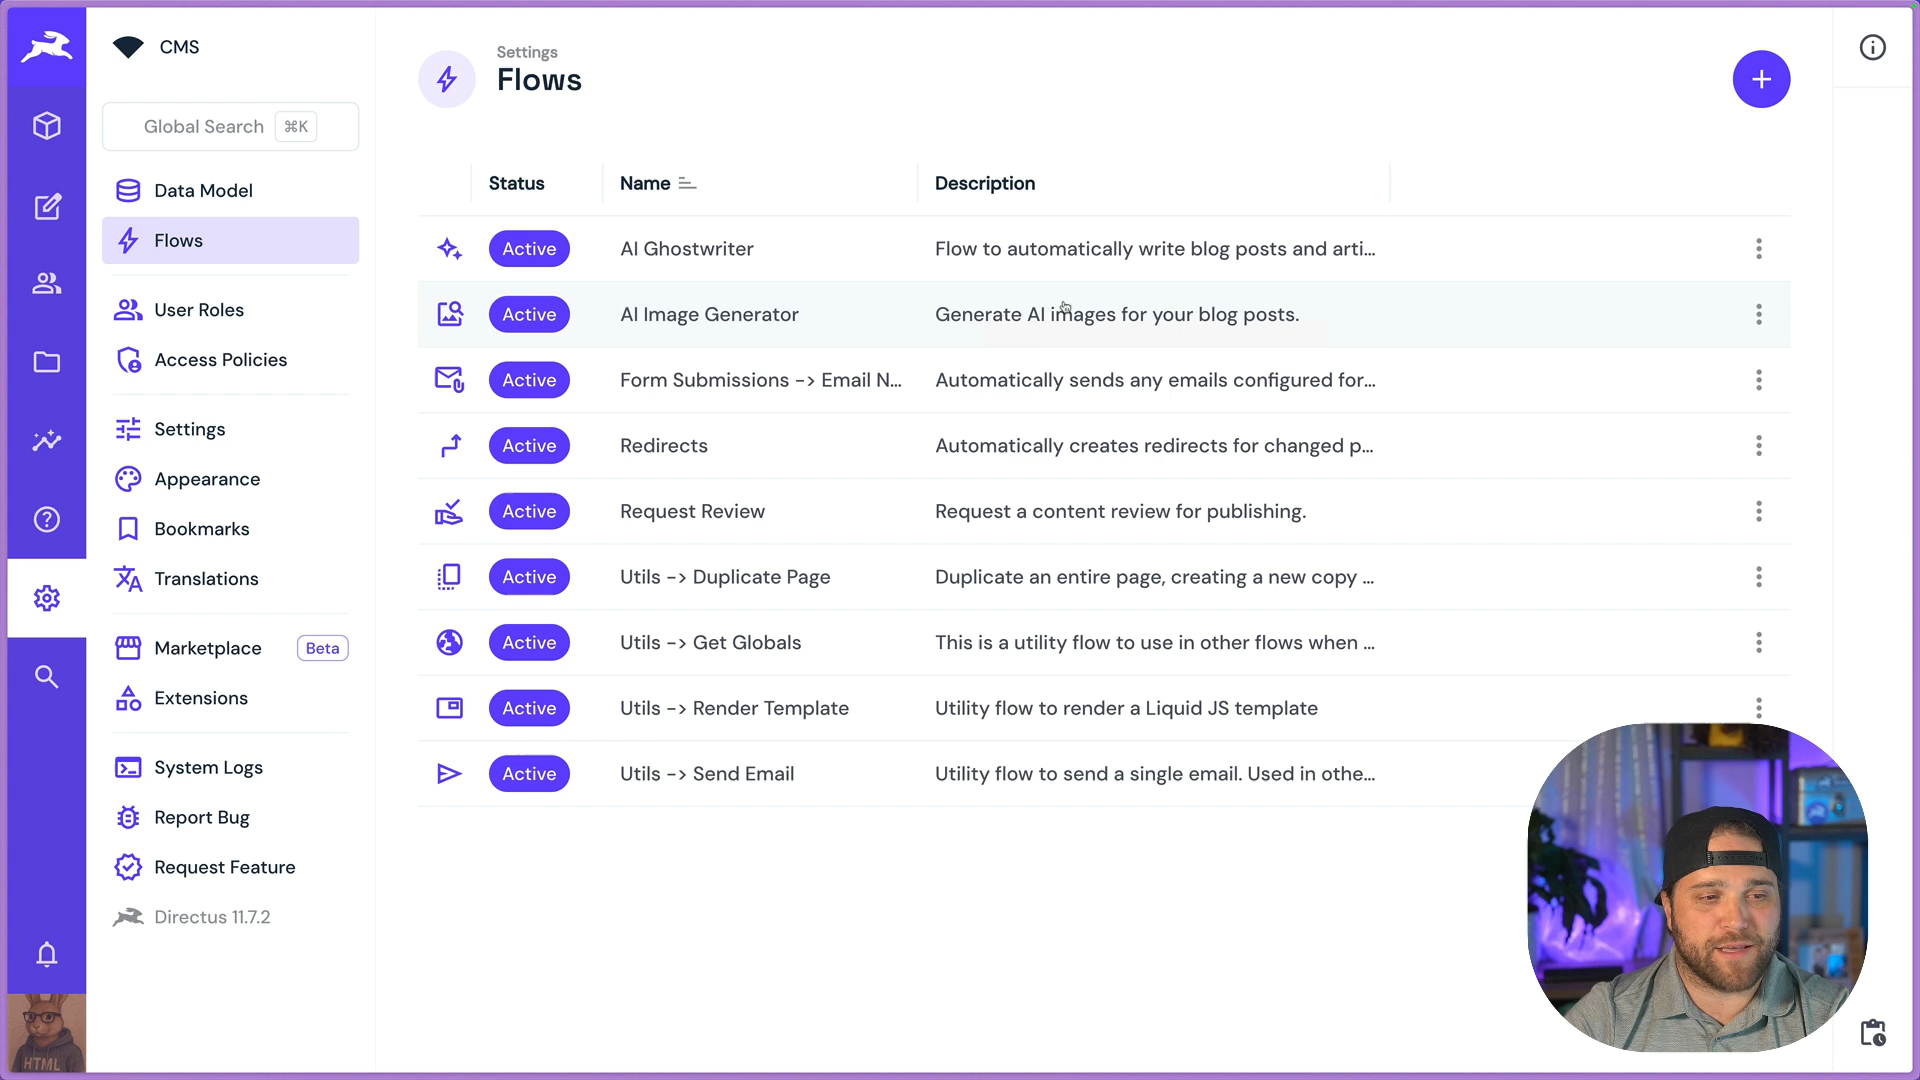 CMS
Global Search ⌘K
Data Model
Flows
User Roles
Access Policies
Settings
Appearance
Bookmarks
Translations
Marketplace Beta
Extensions
System Logs
Report Bug
Request Feature
Directus 11.7.2
HTML
Settings
Flows
Status Name Description
Active AI Ghostwriter Flow to automatically write blog posts and arti...
Active AI Image Generator Generate AI images for your blog posts.
Active Form Submissions -> Email N... Automatically sends any emails configured for...
Active Redirects Automatically creates redirects for changed p...
Active Request Review Request a content review for publishing.
Active Utils -> Duplicate Page Duplicate an entire page, creating a new copy ...
Active Utils -> Get Globals This is a utility flow to use in other flows when ...
Active Utils -> Render Template Utility flow to render a Liquid JS template
Active Utils -> Send Email Utility flow to send a single email. Used in othe...